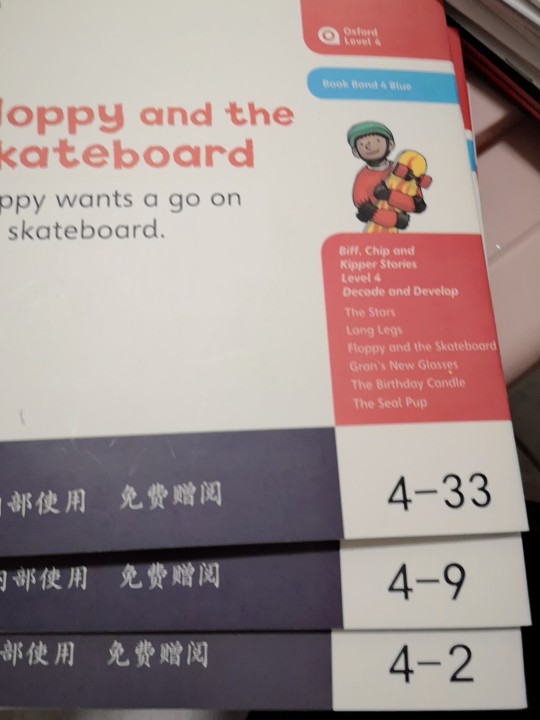 Oxford
Level 4
Book Band 4 Blue
loppy and the
kateboard
ppy wants a go on
skateboard.
Biff, Chip and
Kipper Stories
Level 4
Decode and Develop
The Stars
Long Legs
Floppy and the Skateboard
Gran's New Glasses
The Birthday Candle
The Seal Pup
部使用 免费赠阅 4-33
内部使用 免费赠阅 4-9
部使用 免费赠阅 4-2